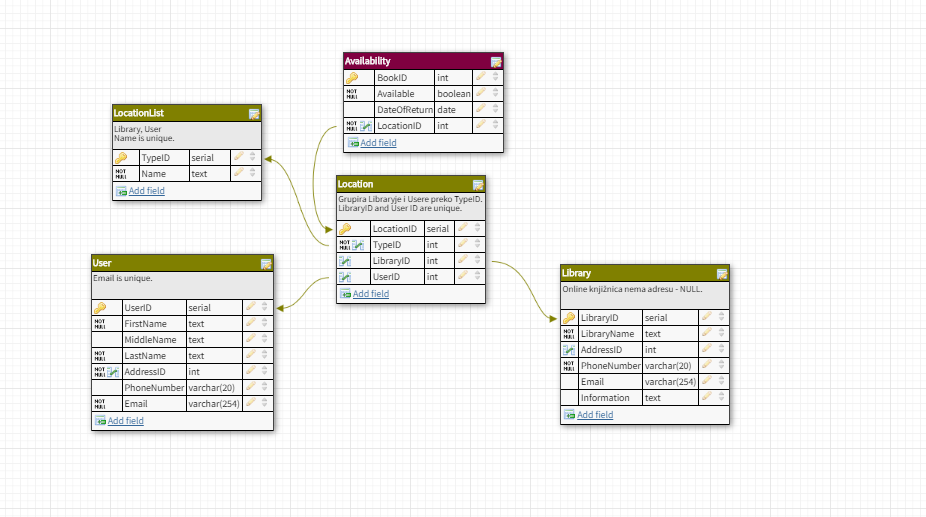 Availability
BookID int
NOT NULL Available boolean
DateOfReturn date
NOT NULL LocationID int
Add field
LocationList
Library, User
Name is unique.
TypeID serial
NOT NULL Name text
Add field
Location
Grupira Libraryje i Usere preko TypeID.
LibraryID and User ID are unique.
LocationID serial
NOT NULL TypeID int
LibraryID int
UserID int
Add field
User
Email is unique.
UserID serial
NOT NULL FirstName text
MiddleName text
NOT NULL LastName text
NOT NULL AddressID int
PhoneNumber varchar(20)
NOT NULL Email varchar(254)
Add field
Library
Online knjižnica nema adresu - NULL.
LibraryID serial
NOT NULL LibraryName text
AddressID int
NOT NULL PhoneNumber varchar(20)
Email varchar(254)
Information text
Add field